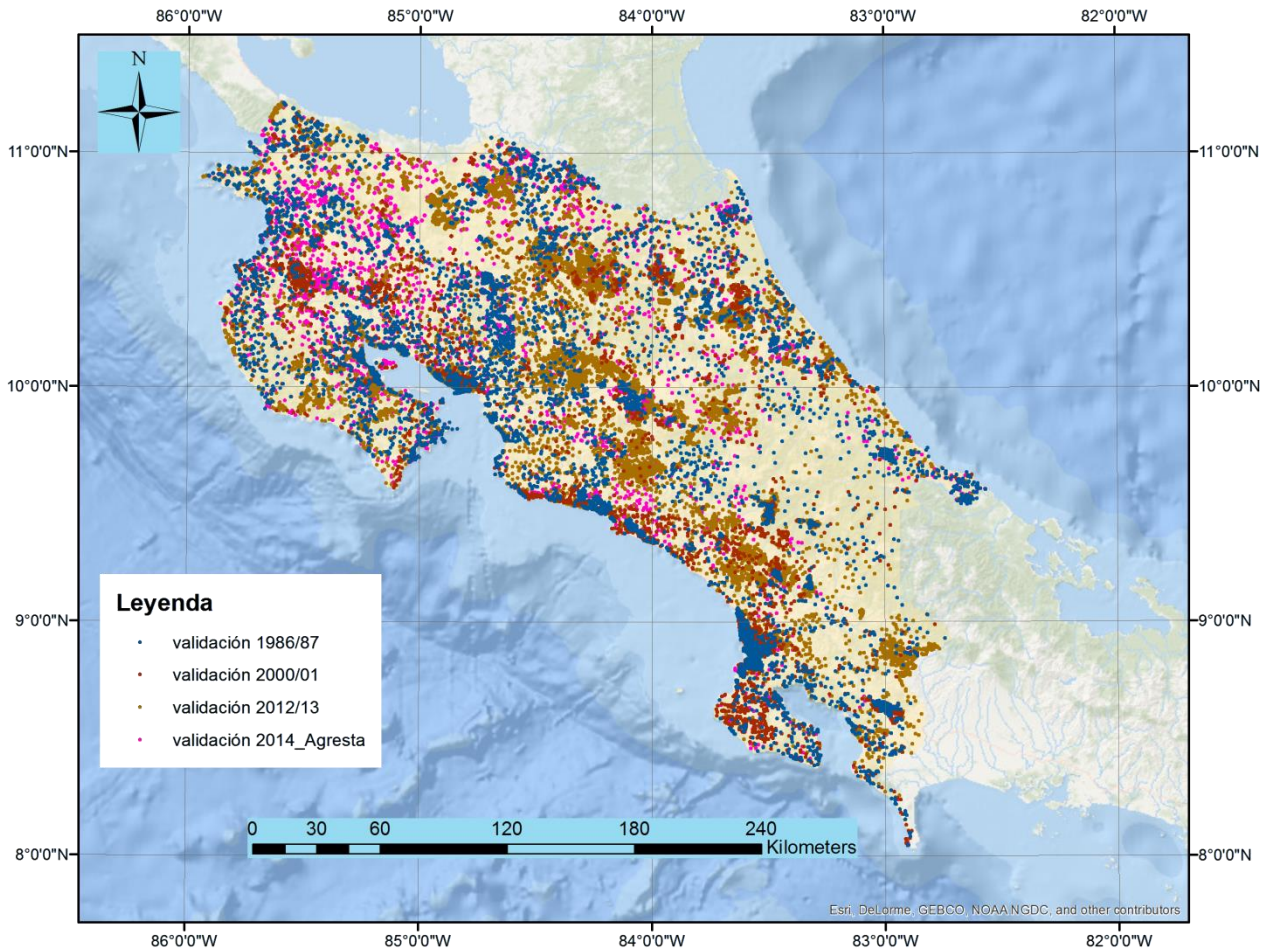 86°0'0"W 85°0'0"W 84°0'0"W 83°0'0"W 82°0'0"W
N
11°0'0"N 11°0'0"N
10°0'0"N 10°0'0"N
9°0'0"N 9°0'0"N
8°0'0"N 8°0'0"N
Leyenda
validación 1986/87
validación 2000/01
validación 2012/13
validación 2014_Agresta
0 30 60 120 180 240
Kilometers
Esri, DeLorme, GEBCO, NOAA NGDC, and other contributors
86°0'0"W 85°0'0"W 84°0'0"W 83°0'0"W 82°0'0"W